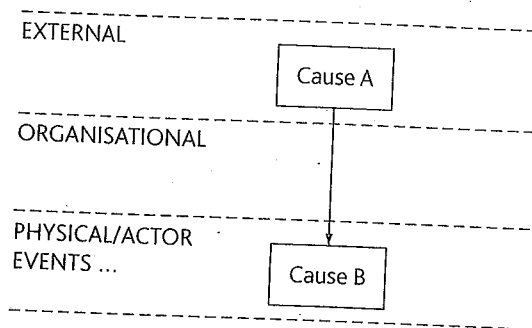 EXTERNAL
Cause A
ORGANISATIONAL
PHYSICAL/ACTOR
EVENTS ...
Cause B